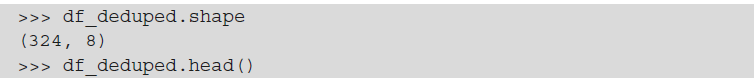 >>> df_deduped.shape
(324, 8)
>>> df_deduped.head()